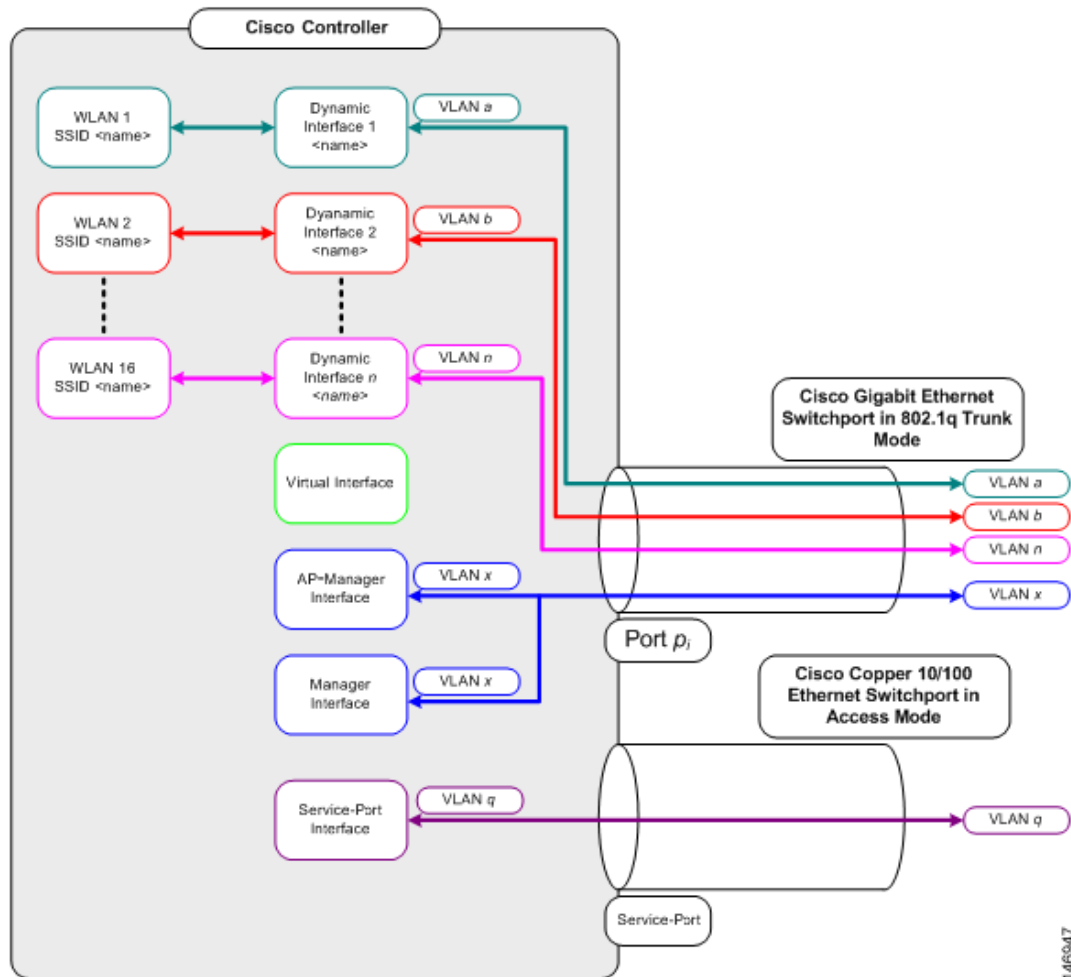 Cisco Controller
WLAN 1
SSID <name>
Dynamic
Interface 1
<name>
VLAN a
WLAN 2
SSID <name>
Dyanamic
Interface 2
<name>
VLAN b
WLAN 16
SSID <name>
Dynamic
Interface n
<name>
VLAN n
Virtual Interface
AP-Manager
Interface
VLAN x
Manager
Interface
VLAN x
Service-Port
Interface
VLAN q
Cisco Gigabit Ethernet
Switchport in 802.1q Trunk
Mode
VLAN a
VLAN b
VLAN n
VLAN x
Port pi
Cisco Copper 10/100
Ethernet Switchport in
Access Mode
VLAN q
Service-Port
146947